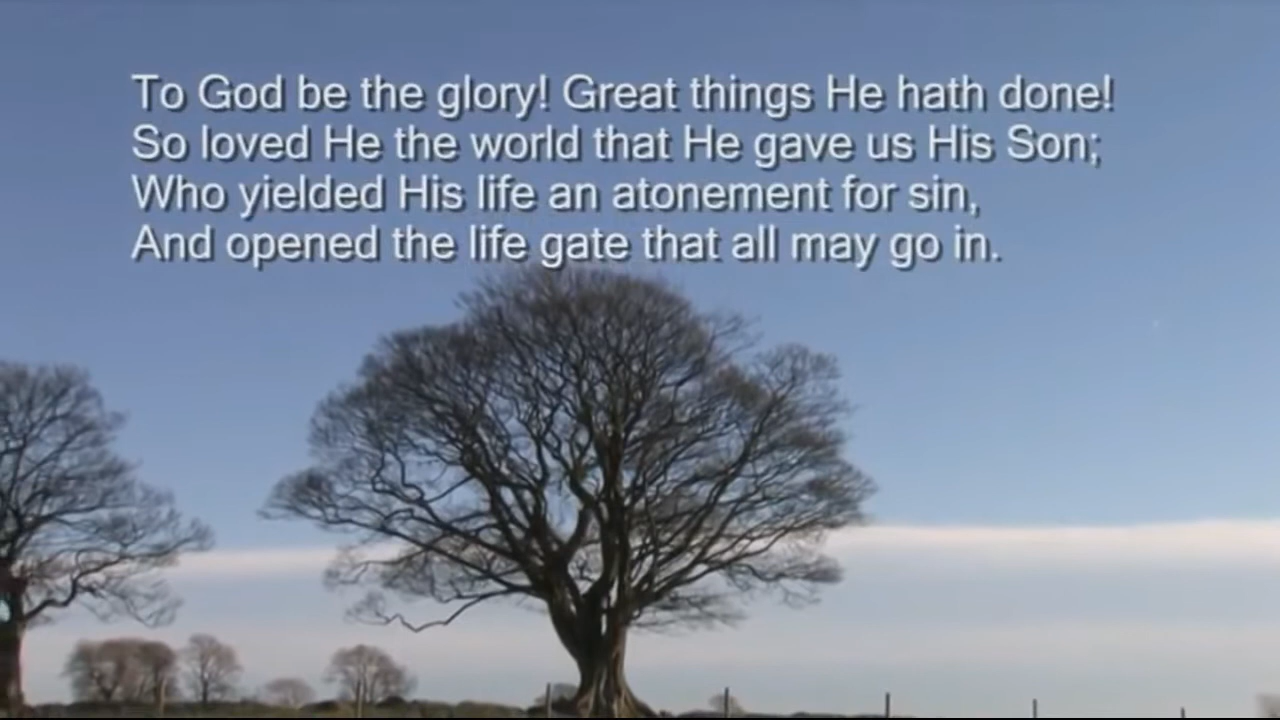 To God be the glory! Great things He hath done!
So loved He the world that He gave us His Son;
Who yielded His life an atonement for sin,
And opened the life gate that all may go in.